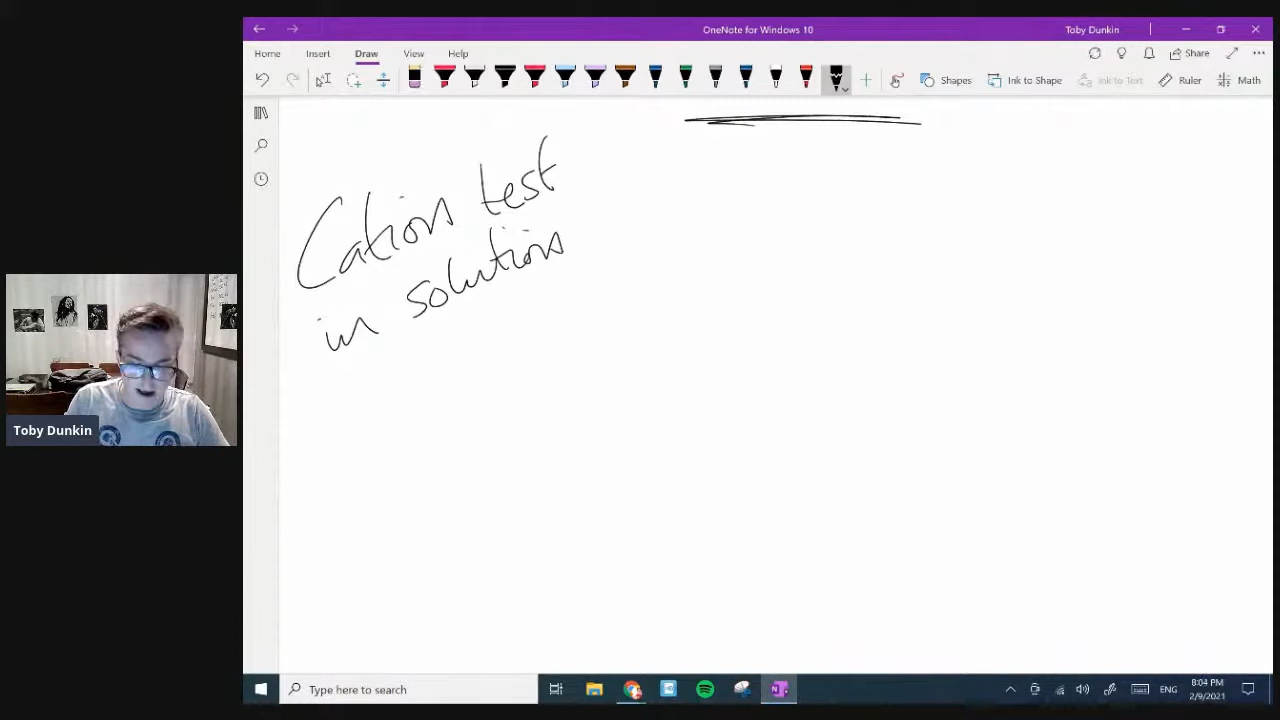 OneNote for Windows 10
Toby Dunkin
Home Insert Draw View Help
Share
Shapes Ink to Shape Ink to Text Ruler Math
Cation test
in solution
Toby Dunkin
Type here to search
ENG
8:04 PM
2/9/2021